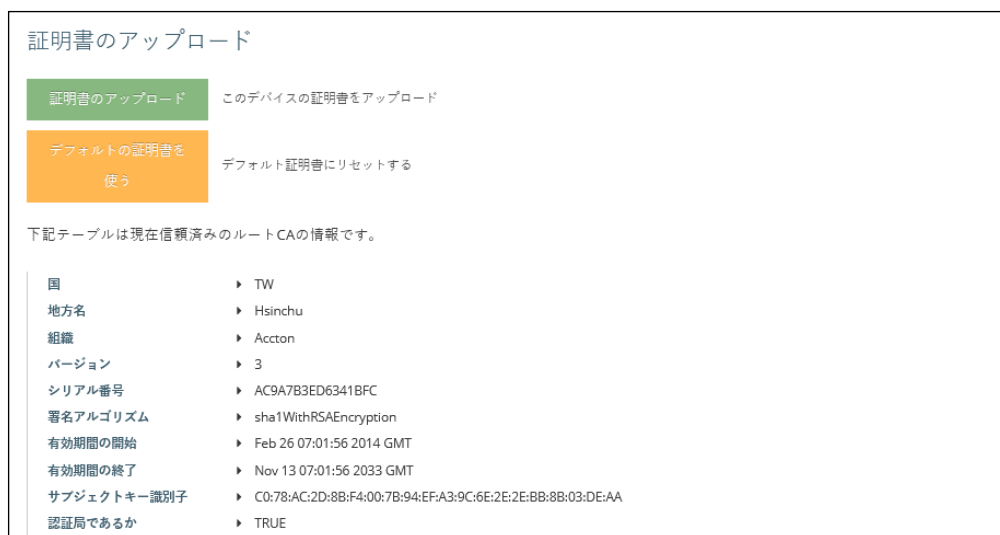 証明書のアップロード
証明書のアップロード このデバイスの証明書をアップロード
デフォルトの証明書を
使う
デフォルト証明書にリセットする
下記テーブルは現在信頼済みのルートCAの情報です。
国 TW
地方名 Hsinchu
組織 Accton
バージョン 3
シリアル番号 AC9A7B3ED6341BFC
署名アルゴリズム sha1WithRSAEncryption
有効期間の開始 Feb 26 07:01:56 2014 GMT
有効期間の終了 Nov 13 07:01:56 2033 GMT
サブジェクトキー識別子 C0:78:AC:2D:8B:F4:00:7B:94:EF:A3:9C:6E:2E:2E:BB:8B:03:DE:AA
認証局であるか TRUE